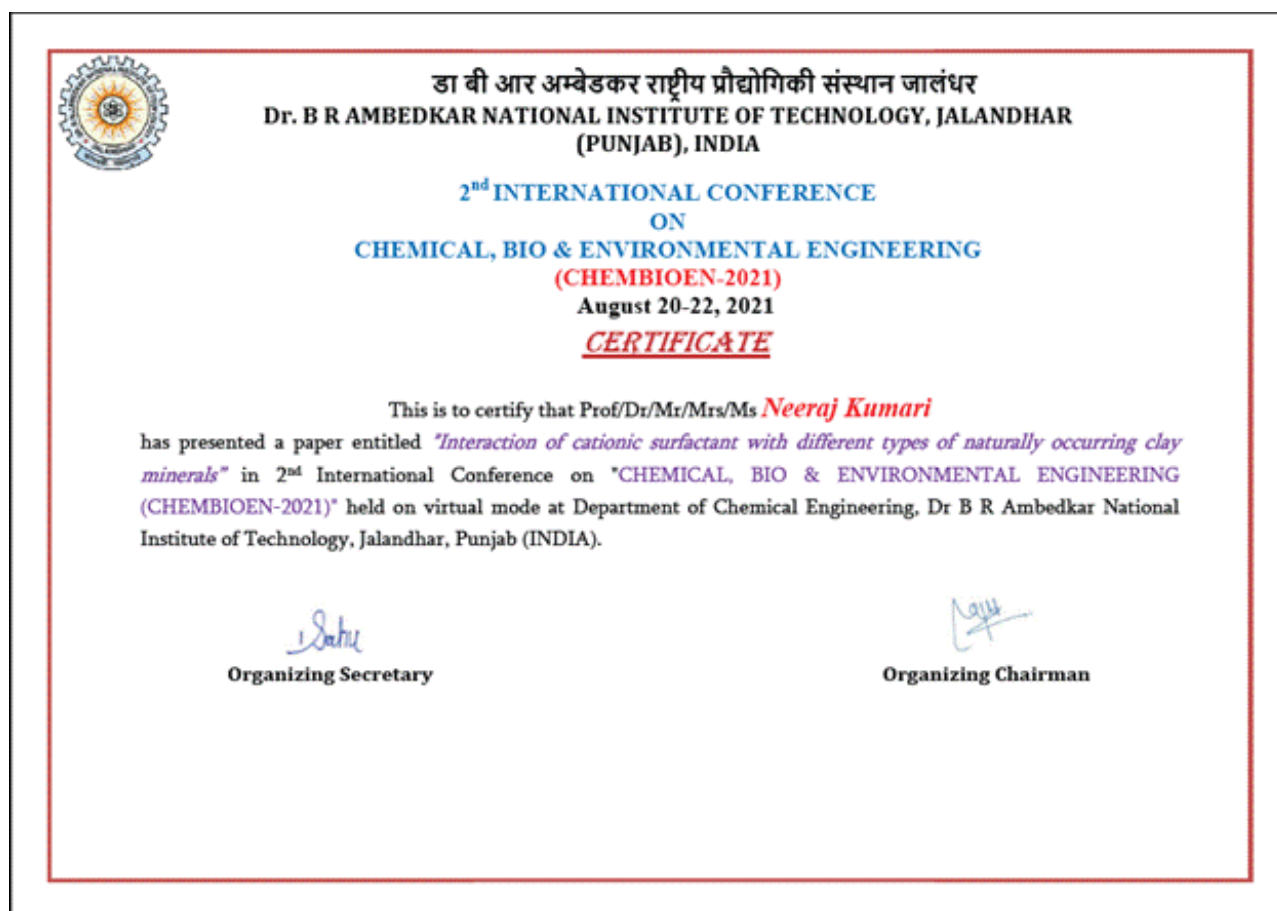 डा बी आर अम्बेडकर राष्ट्रीय प्रौद्योगिकी संस्थान जालंधर
Dr. B R AMBEDKAR NATIONAL INSTITUTE OF TECHNOLOGY, JALANDHAR
(PUNJAB), INDIA
2nd INTERNATIONAL CONFERENCE
ON
CHEMICAL, BIO & ENVIRONMENTAL ENGINEERING
(CHEMBIOEN-2021)
August 20-22, 2021
CERTIFICATE
This is to certify that Prof/Dr/Mr/Mrs/Ms Neeraj Kumari
has presented a paper entitled "Interaction of cationic surfactant with different types of naturally occurring clay
minerals" in 2nd International Conference on "CHEMICAL, BIO & ENVIRONMENTAL ENGINEERING
(CHEMBIOEN-2021)" held on virtual mode at Department of Chemical Engineering, Dr B R Ambedkar National
Institute of Technology, Jalandhar, Punjab (INDIA).
Organizing Secretary
Organizing Chairman